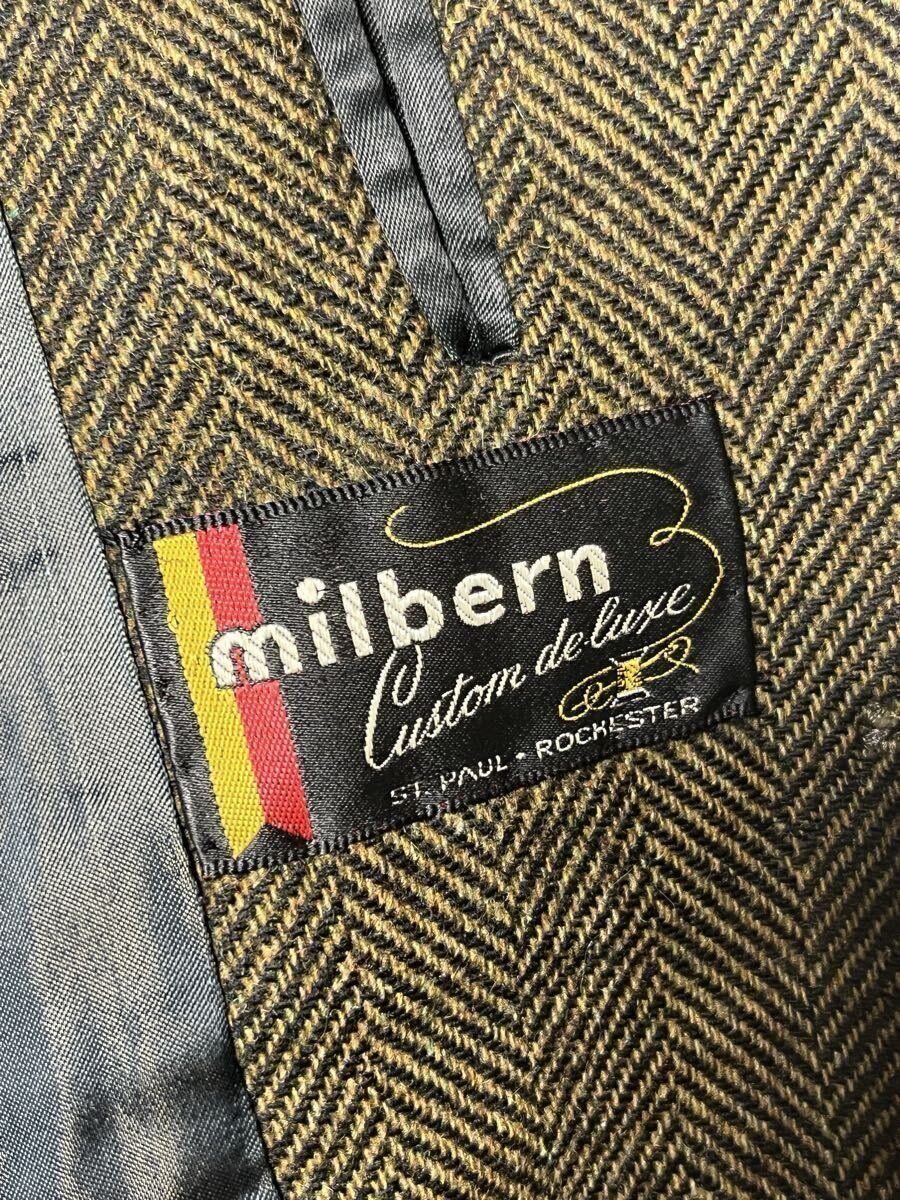 milbern
Custom de luxe
ST. PAUL • ROCHESTER